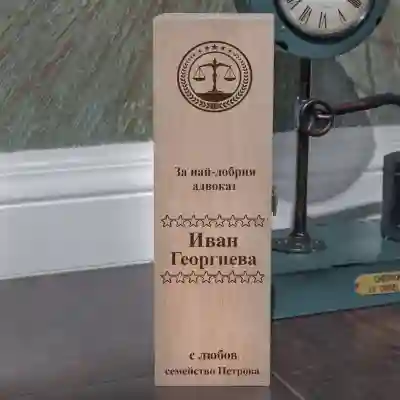 За най-добрия
адвокат
Иван
Георгиева
с любов
семейство Петрова